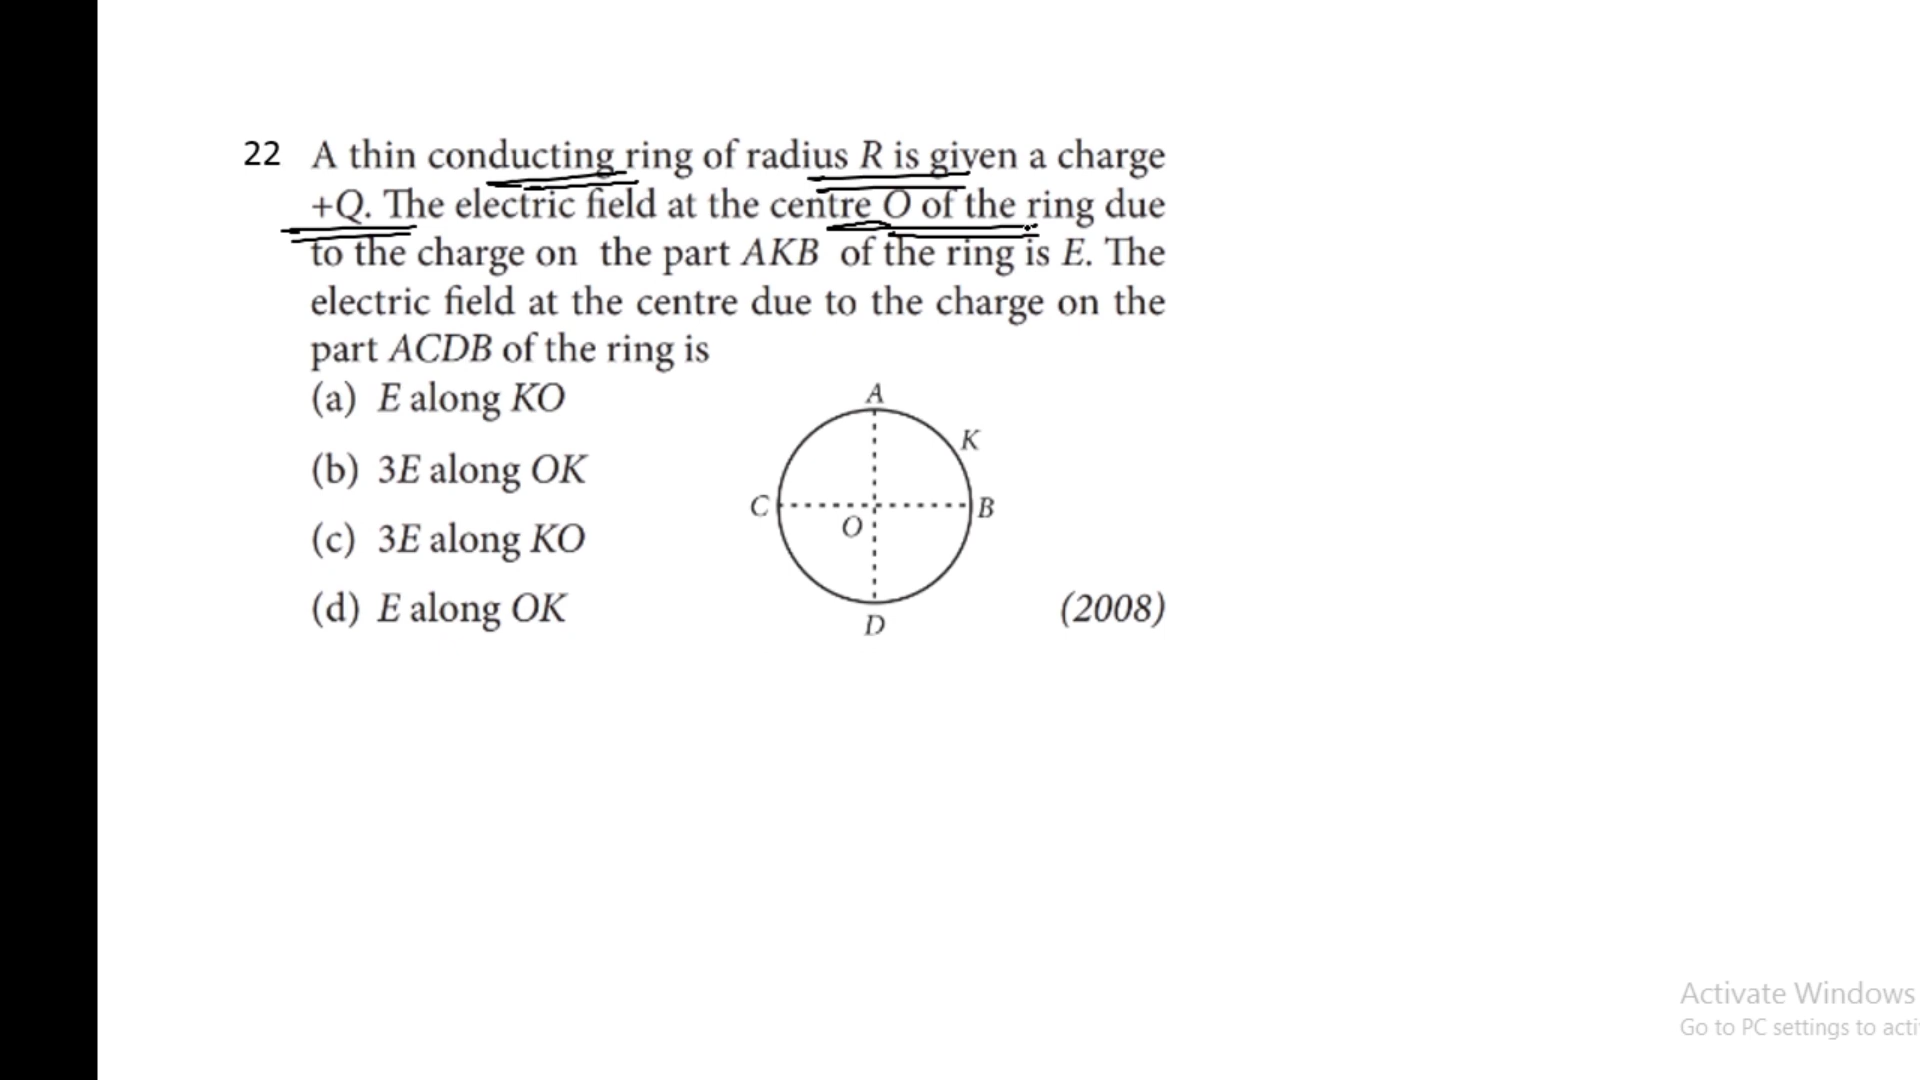 22 A thin conducting ring of radius R is given a charge
+Q. The electric field at the centre O of the ring due
to the charge on the part AKB of the ring is E. The
electric field at the centre due to the charge on the
part ACDB of the ring is
(a) E along KO
(b) 3E along OK
(c) 3E along KO
(d) E along OK
A
K
C
B
O
D
(2008)
Activate Windows
Go to PC settings to acti